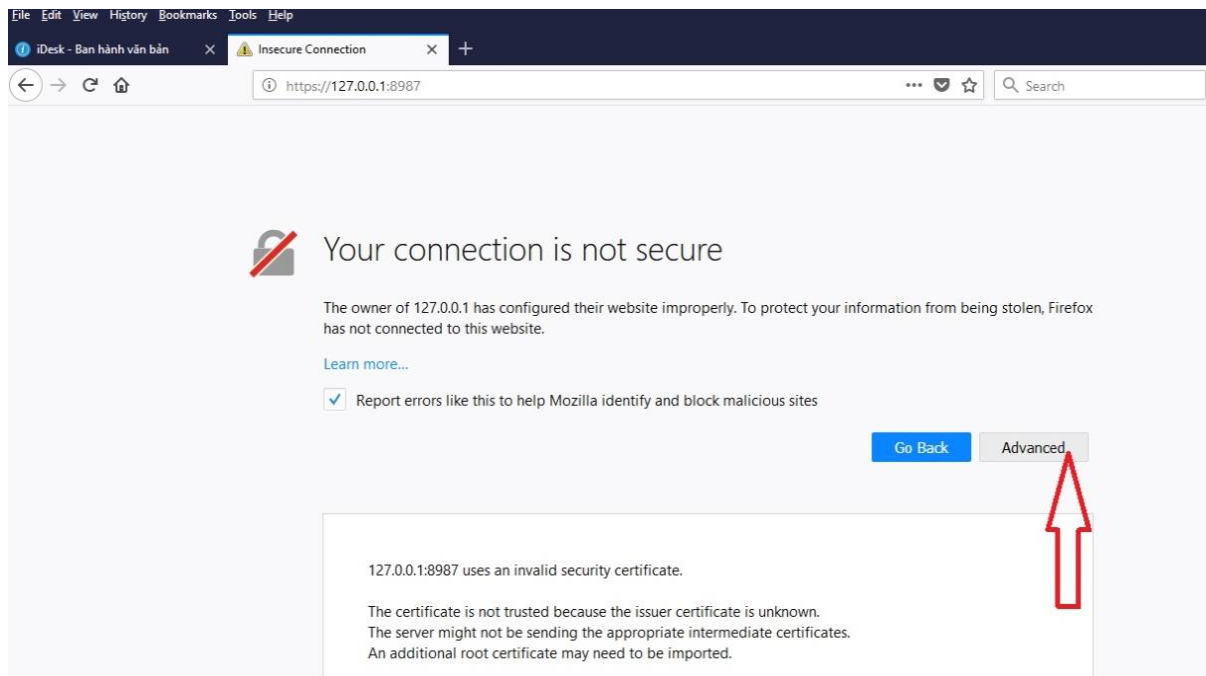 File Edit View History Bookmarks Tools Help
iDesk - Ban hành văn bản
Insecure Connection
https://127.0.0.1:8987
Search
Your connection is not secure
The owner of 127.0.0.1 has configured their website improperly. To protect your information from being stolen, Firefox
has not connected to this website.
Learn more...
Report errors like this to help Mozilla identify and block malicious sites
Go Back
Advanced
127.0.0.1:8987 uses an invalid security certificate.
The certificate is not trusted because the issuer certificate is unknown.
The server might not be sending the appropriate intermediate certificates.
An additional root certificate may need to be imported.